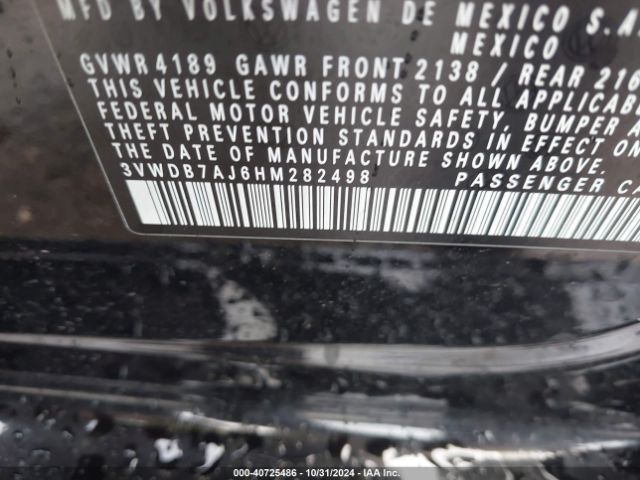 MFD BY VOLKSWAGEN DE MEXICO S.A
MEXICO
GVWR 4189 GAWR FRONT 2138 / REAR 210
THIS VEHICLE CONFORMS TO ALL APPLICAB
FEDERAL MOTOR VEHICLE SAFETY, BUMPER A
THEFT PREVENTION STANDARDS IN EFFECT ON
THE DATE OF MANUFACTURE SHOWN ABOVE.
3VWDB7AJ6HM282498 PASSENGER C
000-40725486 - 10/31/2024 - IAA Inc.